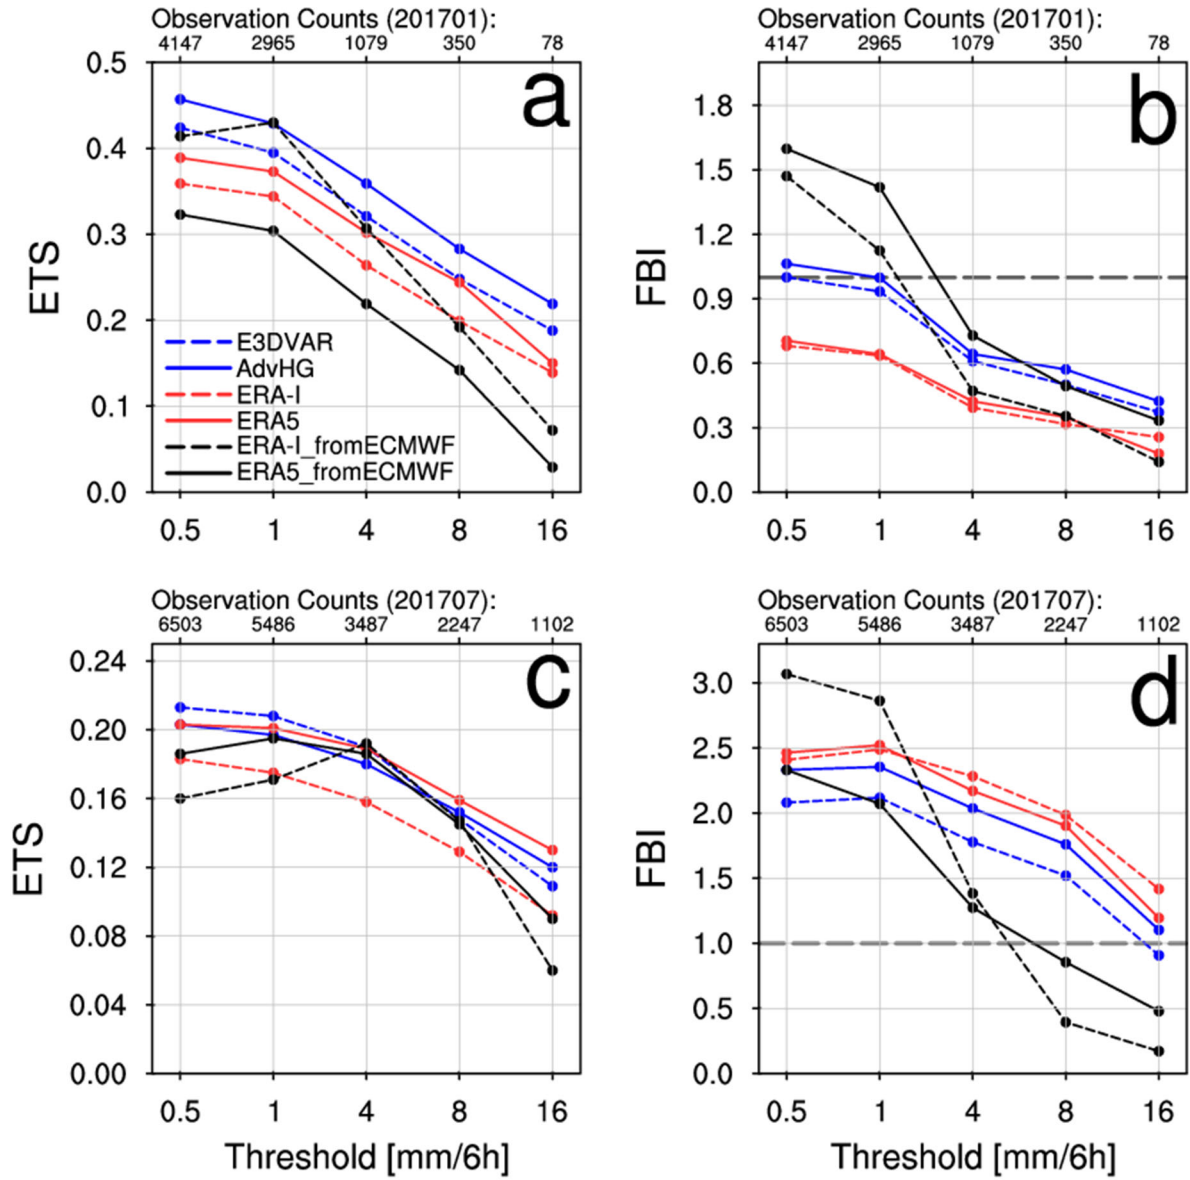 Observation Counts (201701):
4147 2965 1079 350 78
a
0.5
0.4
0.3
0.2
0.1
0.0
ETS
E3DVAR
AdvHG
ERA-I
ERA5
ERA-I_fromECMWF
ERA5_fromECMWF
0.5 1 4 8 16
Observation Counts (201701):
4147 2965 1079 350 78
b
1.8
1.5
1.2
0.9
0.6
0.3
0.0
FBI
0.5 1 4 8 16
Observation Counts (201707):
6503 5486 3487 2247 1102
c
0.24
0.20
0.16
0.12
0.08
0.04
0.00
ETS
0.5 1 4 8 16
Threshold [mm/6h]
Observation Counts (201707):
6503 5486 3487 2247 1102
d
3.0
2.5
2.0
1.5
1.0
0.5
0.0
FBI
0.5 1 4 8 16
Threshold [mm/6h]